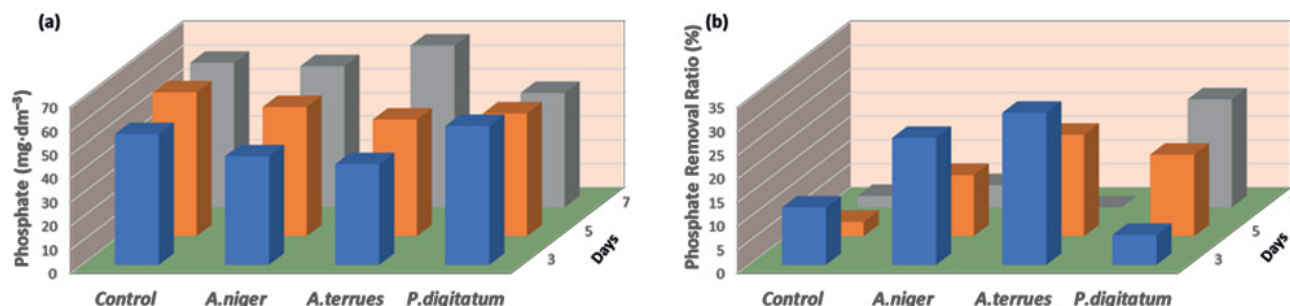 (a)
Phosphate (mg·dm⁻³)
70
60
50
40
30
20
10
0
Control
A.niger
A.terrues
P.digitatum
3
5
7
Days
(b)
Phosphate Removal Ratio (%)
35
30
25
20
15
10
5
0
Control
A.niger
A.terrues
P.digitatum
3
5
Days